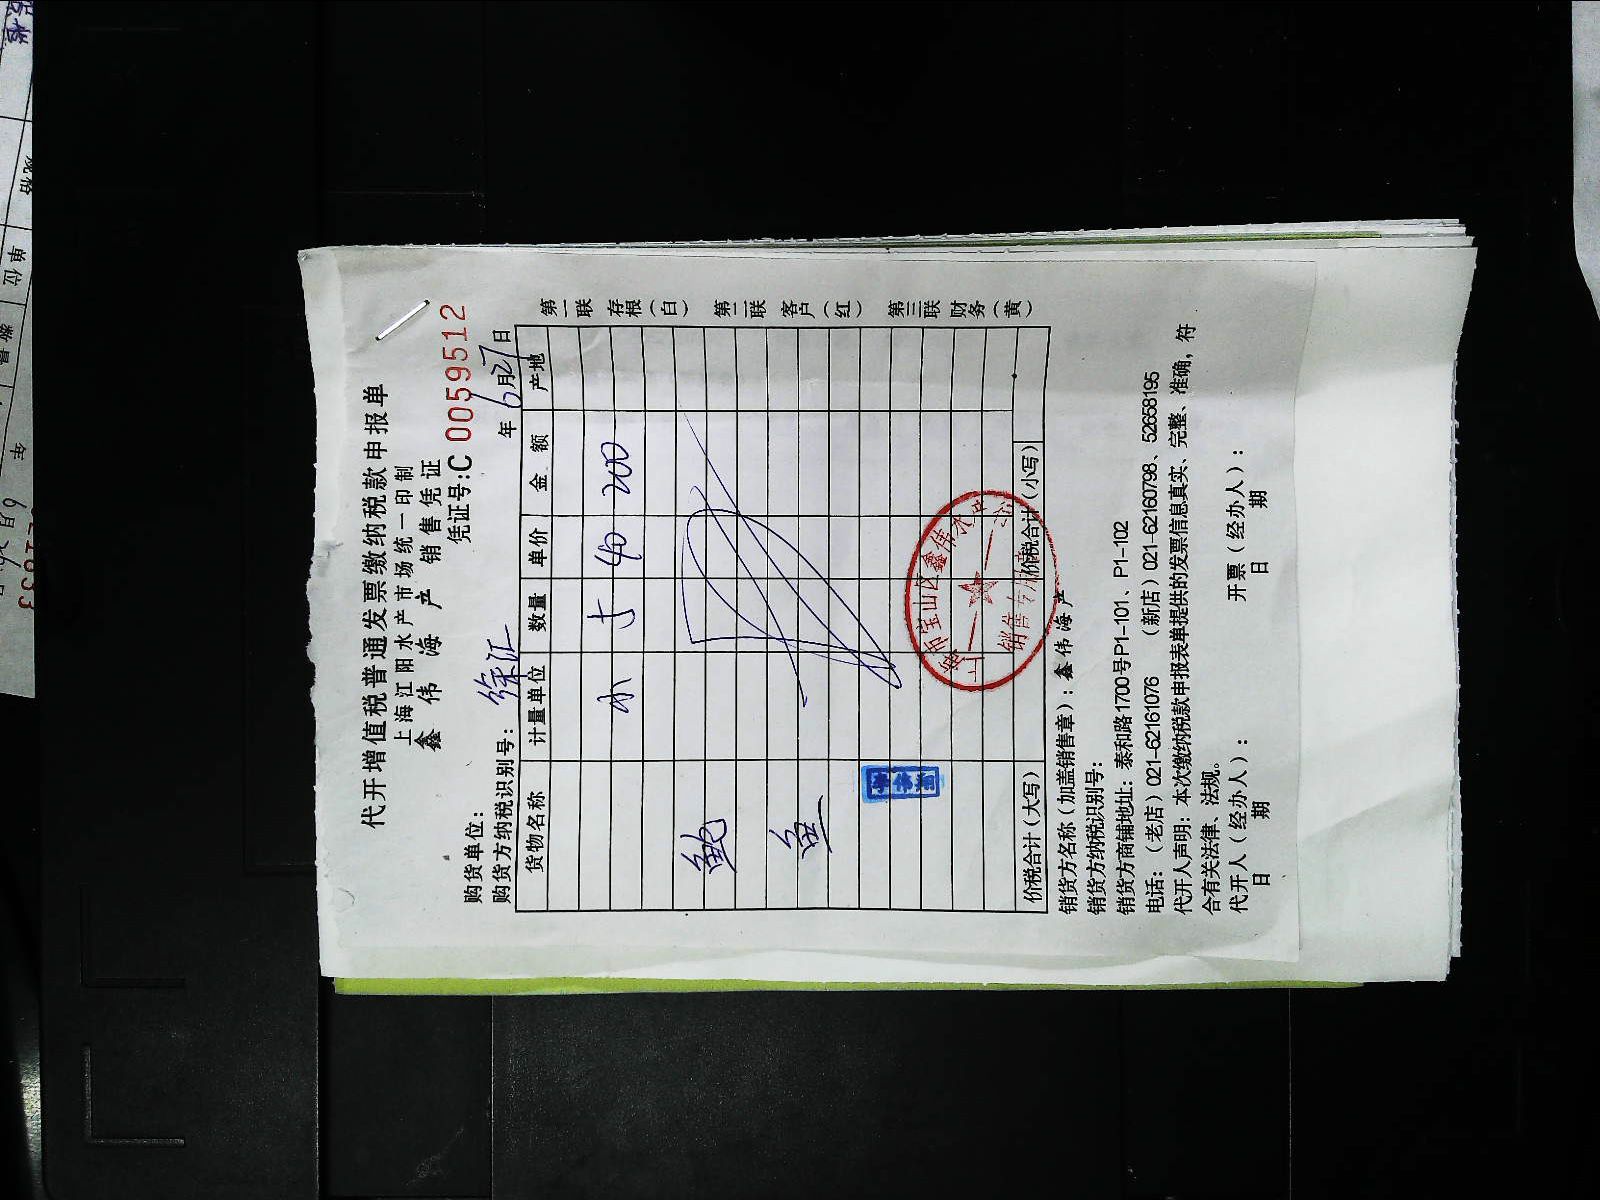 代开增值税普通发票缴纳税款申报单
上海江阳水产市场统一印制
鑫伟海产 销售凭证
凭证号:C 0059512
购货单位:
购货方纳税识别号: 徐汇
年 6月27日
货物名称 计量单位 数量 单价 金额 产地
小 40 200
鲍
鱼
价税合计(大写) 价税合计(小写)
第一联 存根(白) 第二联 客户(红) 第三联 财务(黄)
销货方名称(加盖销售章): 鑫伟海产
销货方纳税识别号:
销货方商铺地址: 泰和路1700号P1-101、P1-102
电话: (老店) 021-62161076 (新店) 021-62160798、52658195
代开人声明: 本次缴纳税款申报表单提供的发票信息真实、完整、准确, 符
合有关法律、法规。
代开人(经办人): 开票(经办人):
日 期 日 期